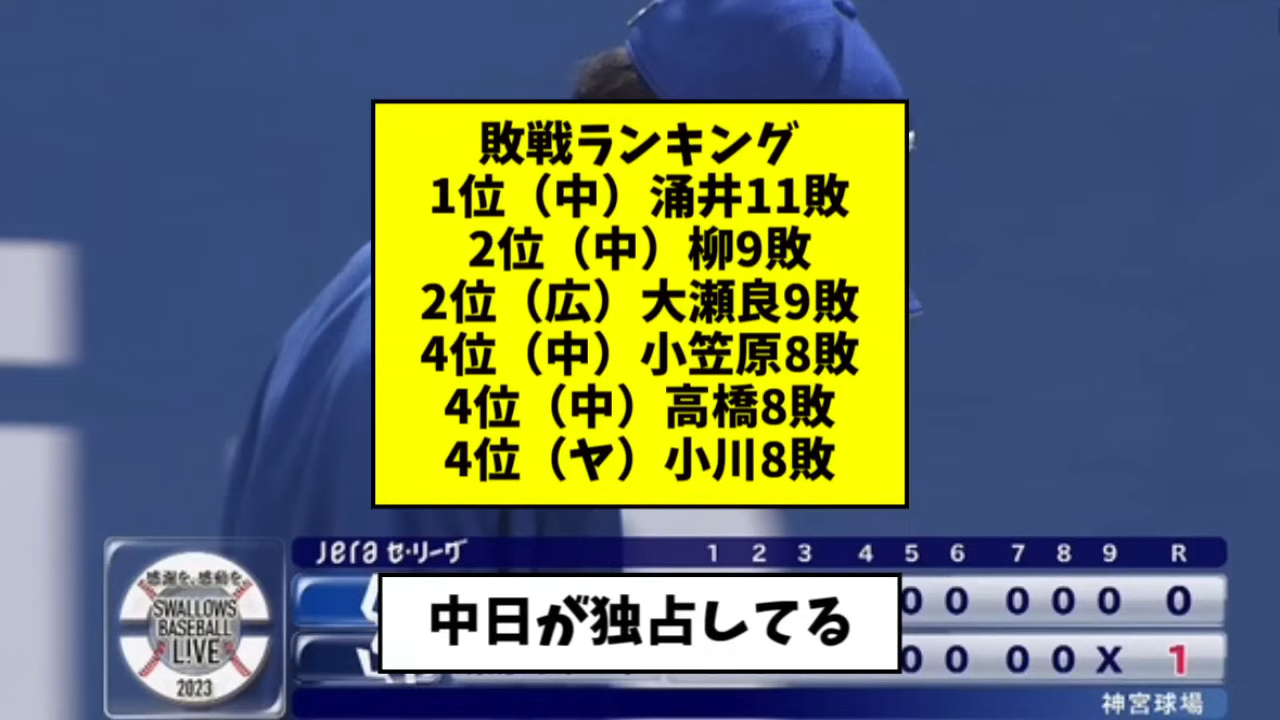 敗戦ランキング
1位（中）涌井11敗
2位（中）柳9敗
2位（広）大瀬良9敗
4位（中）小笠原8敗
4位（中）高橋8敗
4位（ヤ）小川8敗
JERA セ・リーグ 1 2 3 4 5 6 7 8 9 R
0 0 0 0 0 0
中日が独占してる
0 0 0 0 X 1
感謝を、感動を。
SWALLOWS
BASEBALL
L!VE
2023
神宮球場